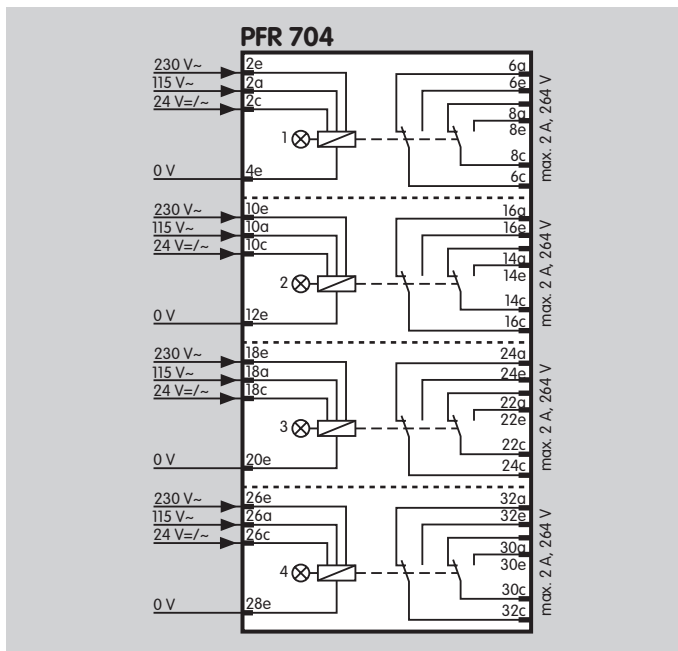 PFR 704
230 V~ 2e 6a
115 V~ 2a 6e
24 V=/~ 2c 8a
1 8e
8c
0 V 4e 6c
max. 2 A, 264 V
230 V~ 10e 16a
115 V~ 10a 16e
24 V=/~ 10c 14a
2 14e
14c
0 V 12e 16c
max. 2 A, 264 V
230 V~ 18e 24a
115 V~ 18a 24e
24 V=/~ 18c 22a
3 22e
22c
0 V 20e 24c
max. 2 A, 264 V
230 V~ 26e 32a
115 V~ 26a 32e
24 V=/~ 26c 30a
4 30e
30c
0 V 28e 32c
max. 2 A, 264 V